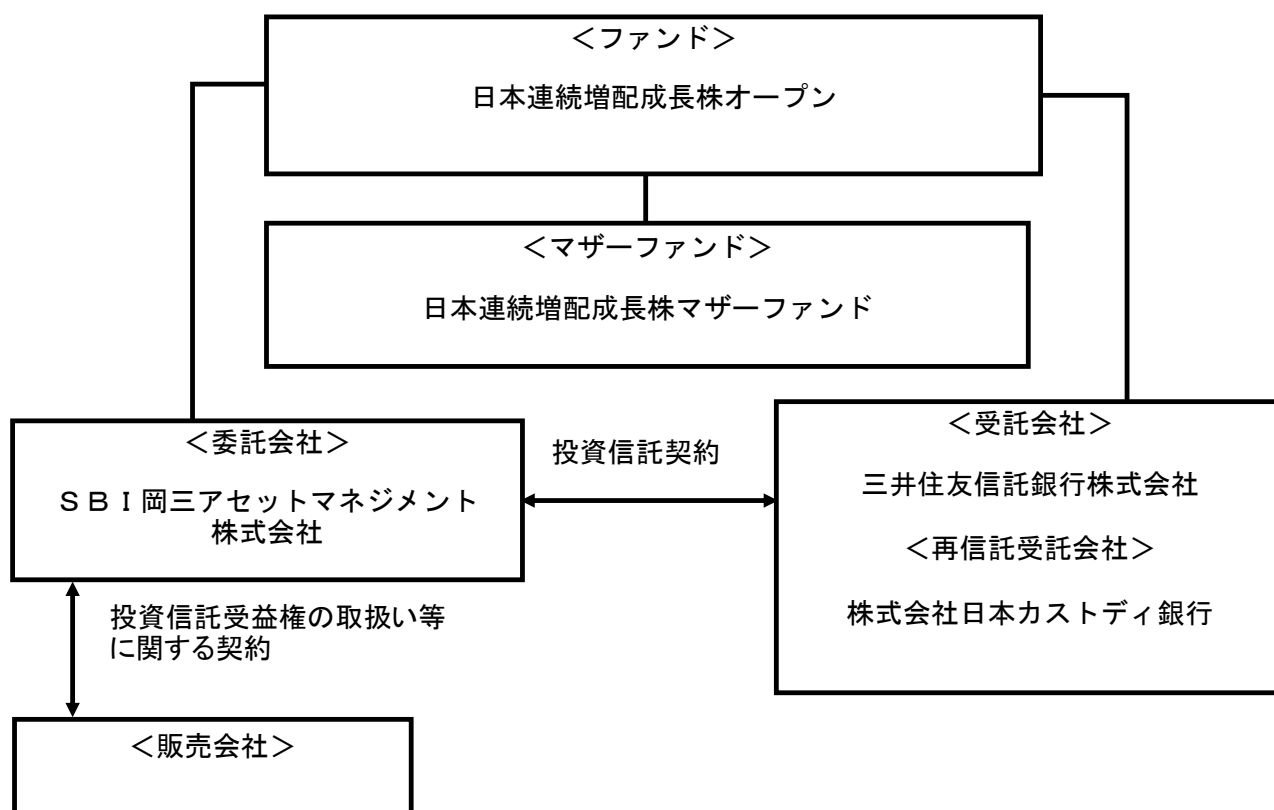 ＜ファンド＞
日本連続増配成長株オープン
＜マザーファンド＞
日本連続増配成長株マザーファンド
＜委託会社＞
ＳＢＩ岡三アセットマネジメント
株式会社
投資信託契約
＜受託会社＞
三井住友信託銀行株式会社
＜再信託受託会社＞
株式会社日本カストディ銀行
投資信託受益権の取扱い等
に関する契約
＜販売会社＞